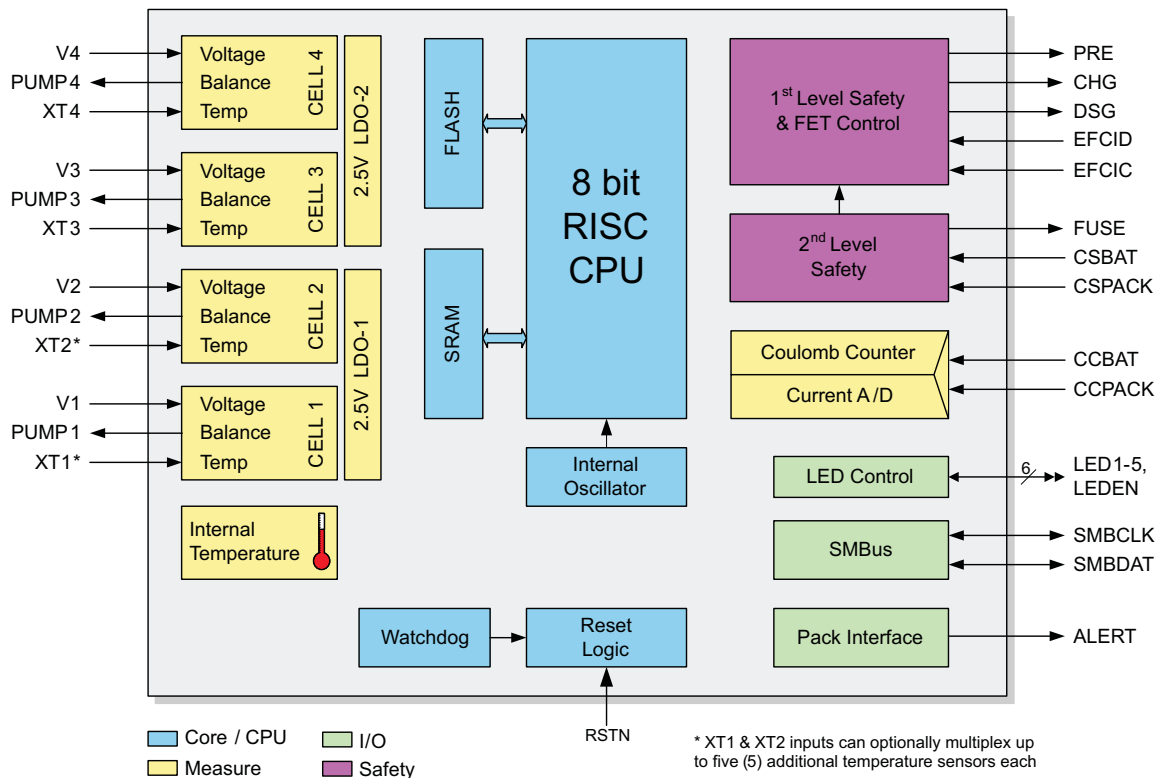 V4
PUMP4
XT4
Voltage
Balance
Temp
CELL 4
V3
PUMP3
XT3
Voltage
Balance
Temp
CELL 3
2.5V LDO-2
V2
PUMP2
XT2*
Voltage
Balance
Temp
CELL 2
V1
PUMP1
XT1*
Voltage
Balance
Temp
CELL 1
2.5V LDO-1
Internal
Temperature
FLASH
SRAM
8 bit
RISC
CPU
Internal
Oscillator
Watchdog
Reset
Logic
RSTN
1st Level Safety
& FET Control
PRE
CHG
DSG
EFCID
EFCIC
2nd Level
Safety
FUSE
CSBAT
CSPACK
Coulomb Counter
Current A/D
CCBAT
CCPACK
LED Control
6
LED1-5,
LEDEN
SMBus
SMBCLK
SMBDAT
Pack Interface
ALERT
Core / CPU
I/O
Measure
Safety
* XT1 & XT2 inputs can optionally multiplex up
to five (5) additional temperature sensors each